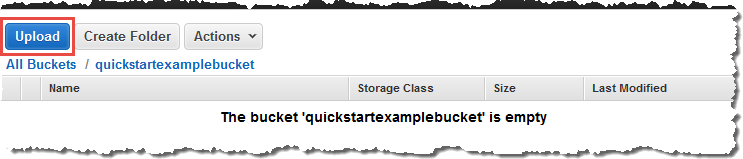 Upload Create Folder Actions
All Buckets / quickstartexamplebucket
Name Storage Class Size Last Modified
The bucket 'quickstartexamplebucket' is empty